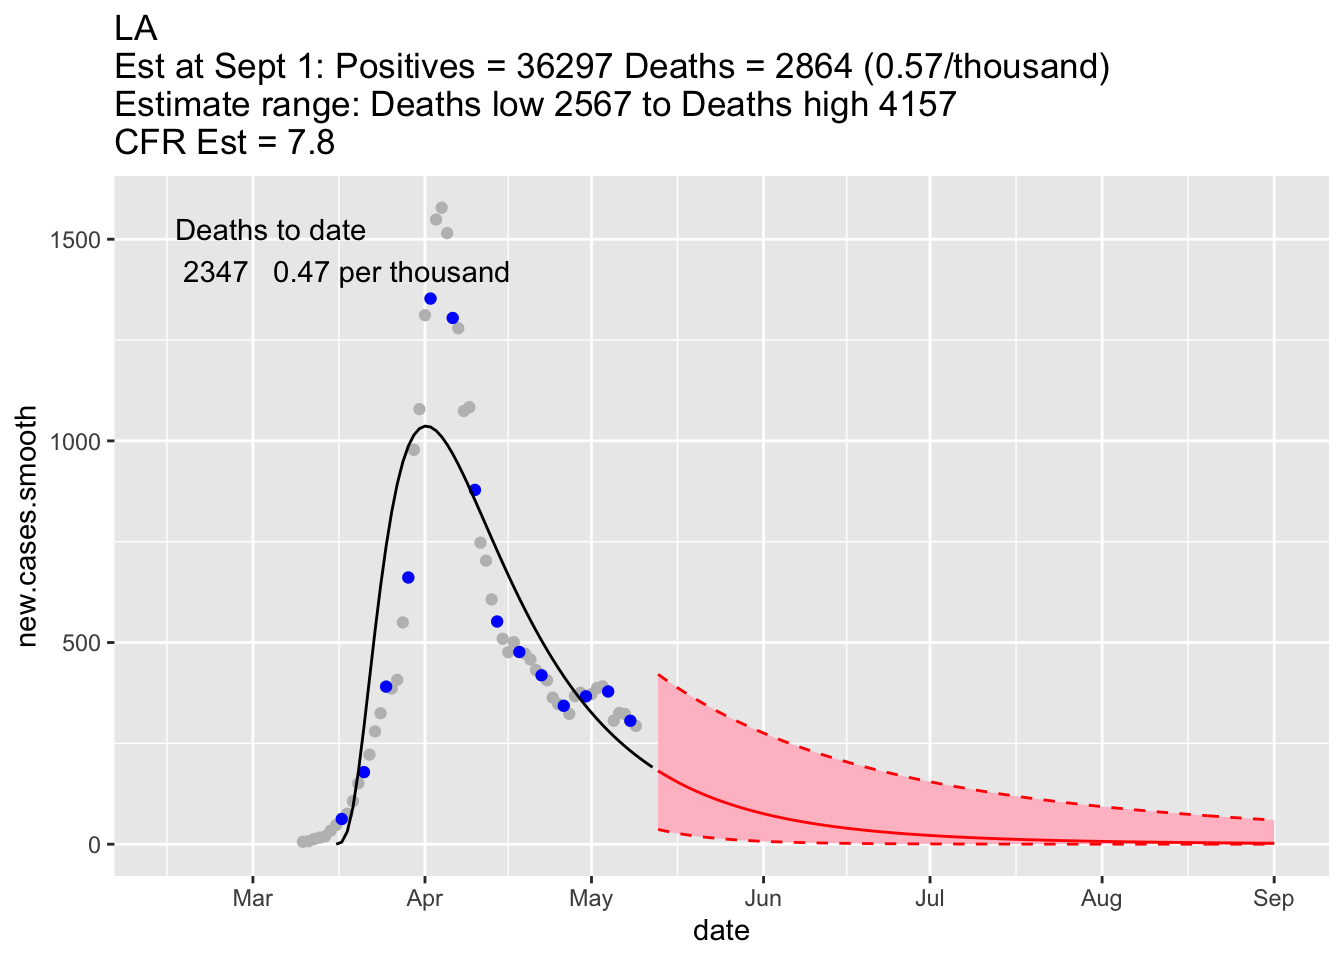 LA
Est at Sept 1: Positives = 36297 Deaths = 2864 (0.57/thousand)
Estimate range: Deaths low 2567 to Deaths high 4157
CFR Est = 7.8
Deaths to date
2347 0.47 per thousand
1500
1000
500
0
new.cases.smooth
Mar Apr May Jun Jul Aug Sep
date